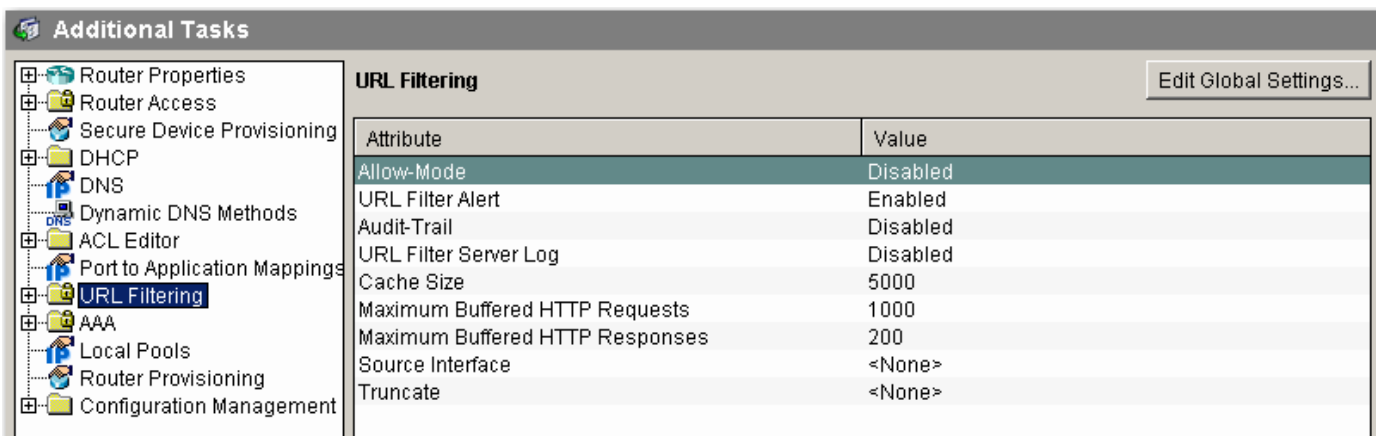 Additional Tasks
Router Properties
Router Access
Secure Device Provisioning
DHCP
DNS
Dynamic DNS Methods
ACL Editor
Port to Application Mappings
URL Filtering
AAA
Local Pools
Router Provisioning
Configuration Management
URL Filtering
Edit Global Settings...
Attribute Value
Allow-Mode Disabled
URL Filter Alert Enabled
Audit-Trail Disabled
URL Filter Server Log Disabled
Cache Size 5000
Maximum Buffered HTTP Requests 1000
Maximum Buffered HTTP Responses 200
Source Interface <None>
Truncate <None>